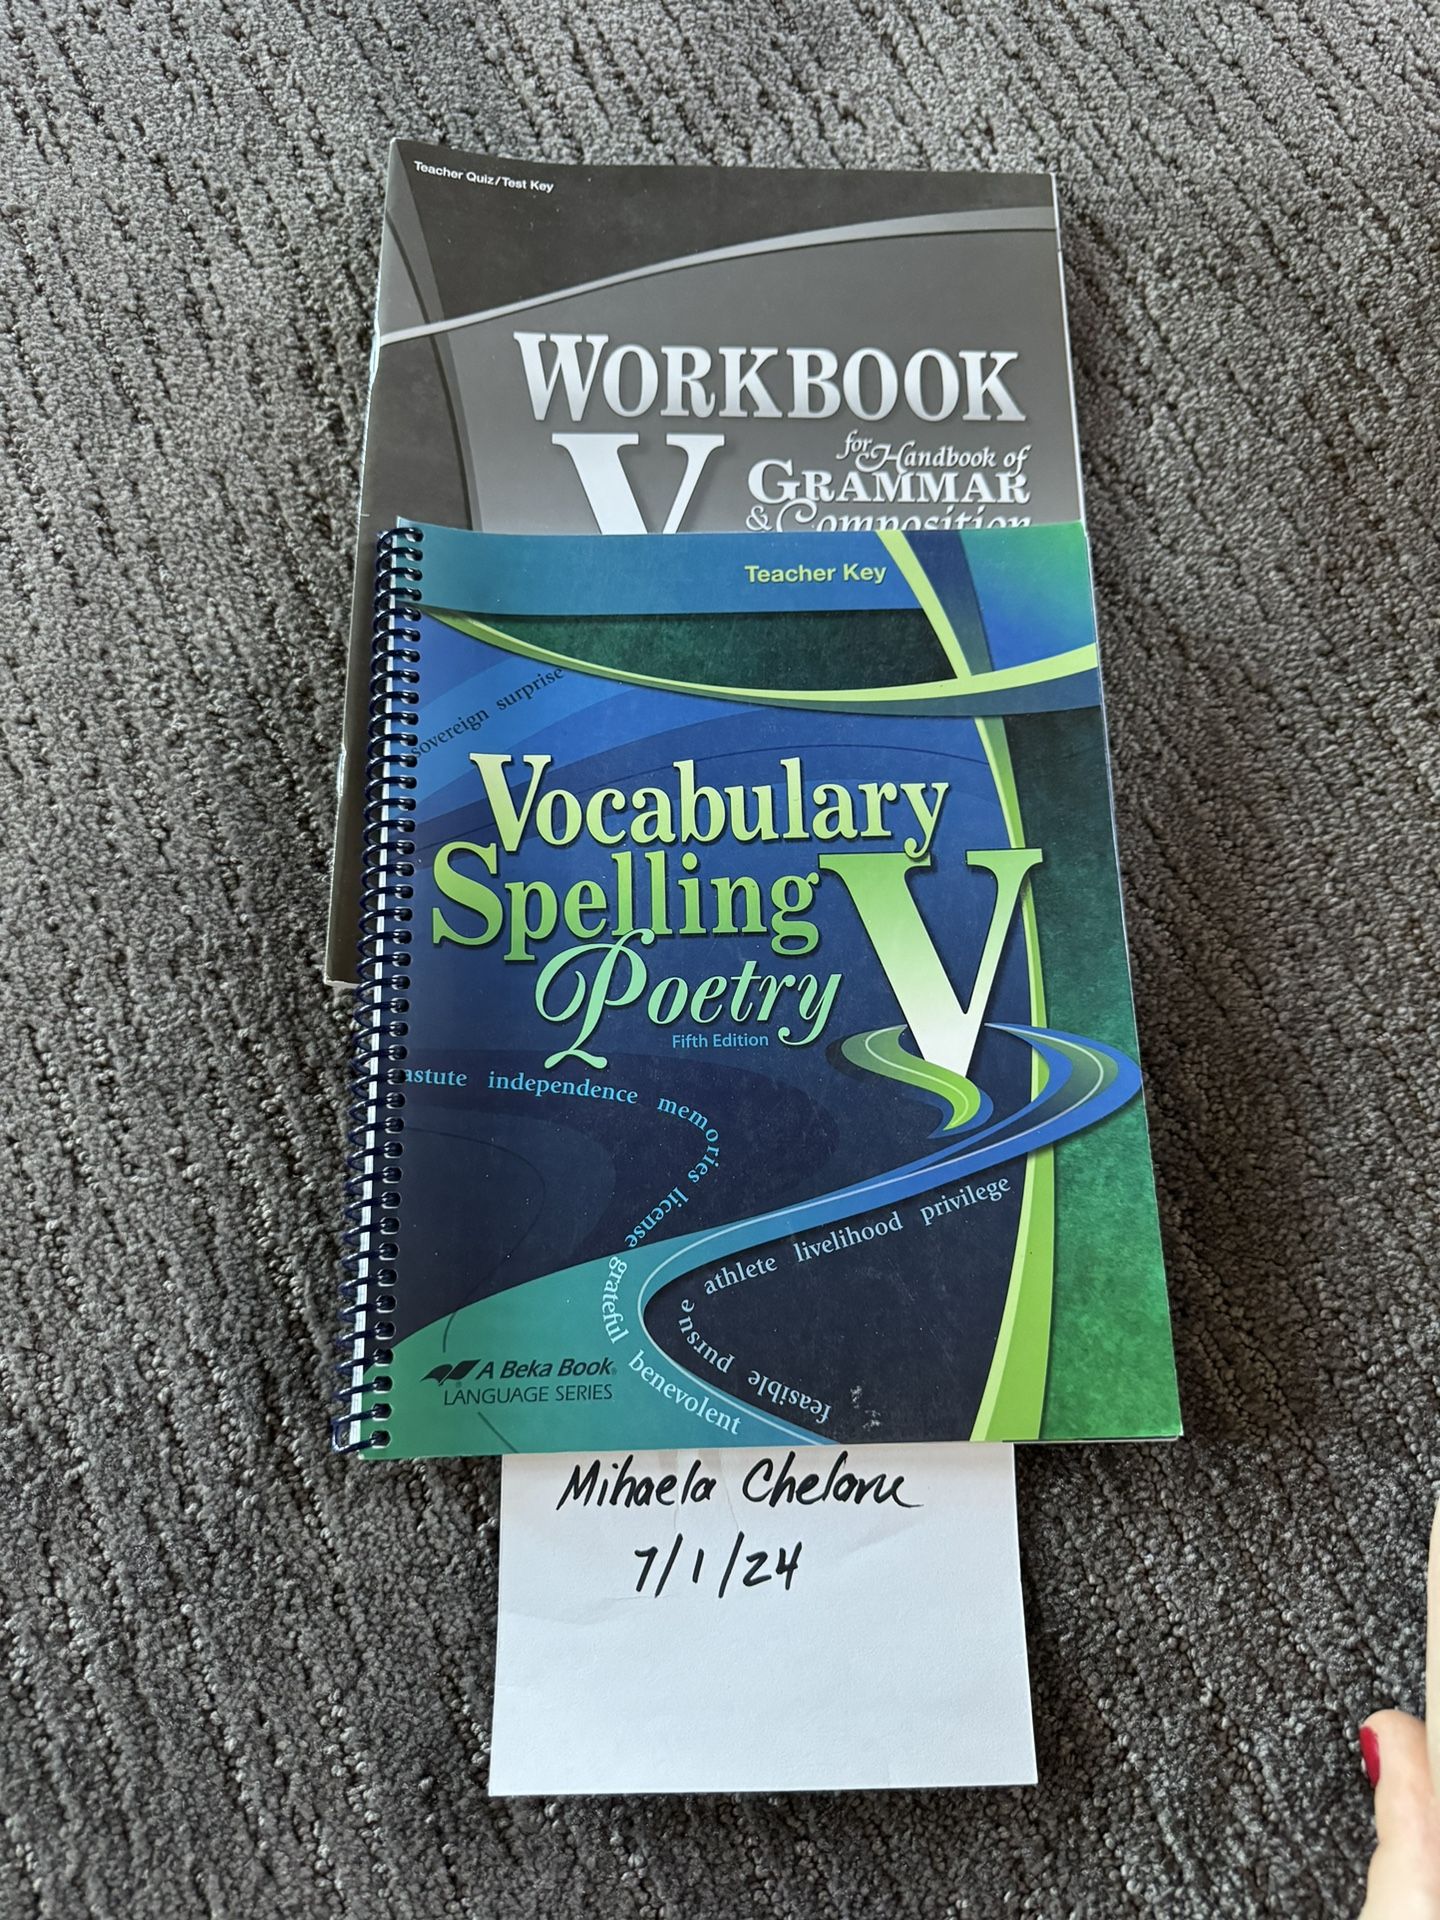 Teacher Quiz/Test Key
WORKBOOK
V
for Handbook of
GRAMMAR
& Composition
Teacher Key
sovereign surprise
Vocabulary
Spelling
V
Poetry
Fifth Edition
astute independence memories license grateful
benevolent
athlete livelihood privilege
feasible pursue
A BEKA BOOK®
LANGUAGE SERIES
Mihaela
7/1/24